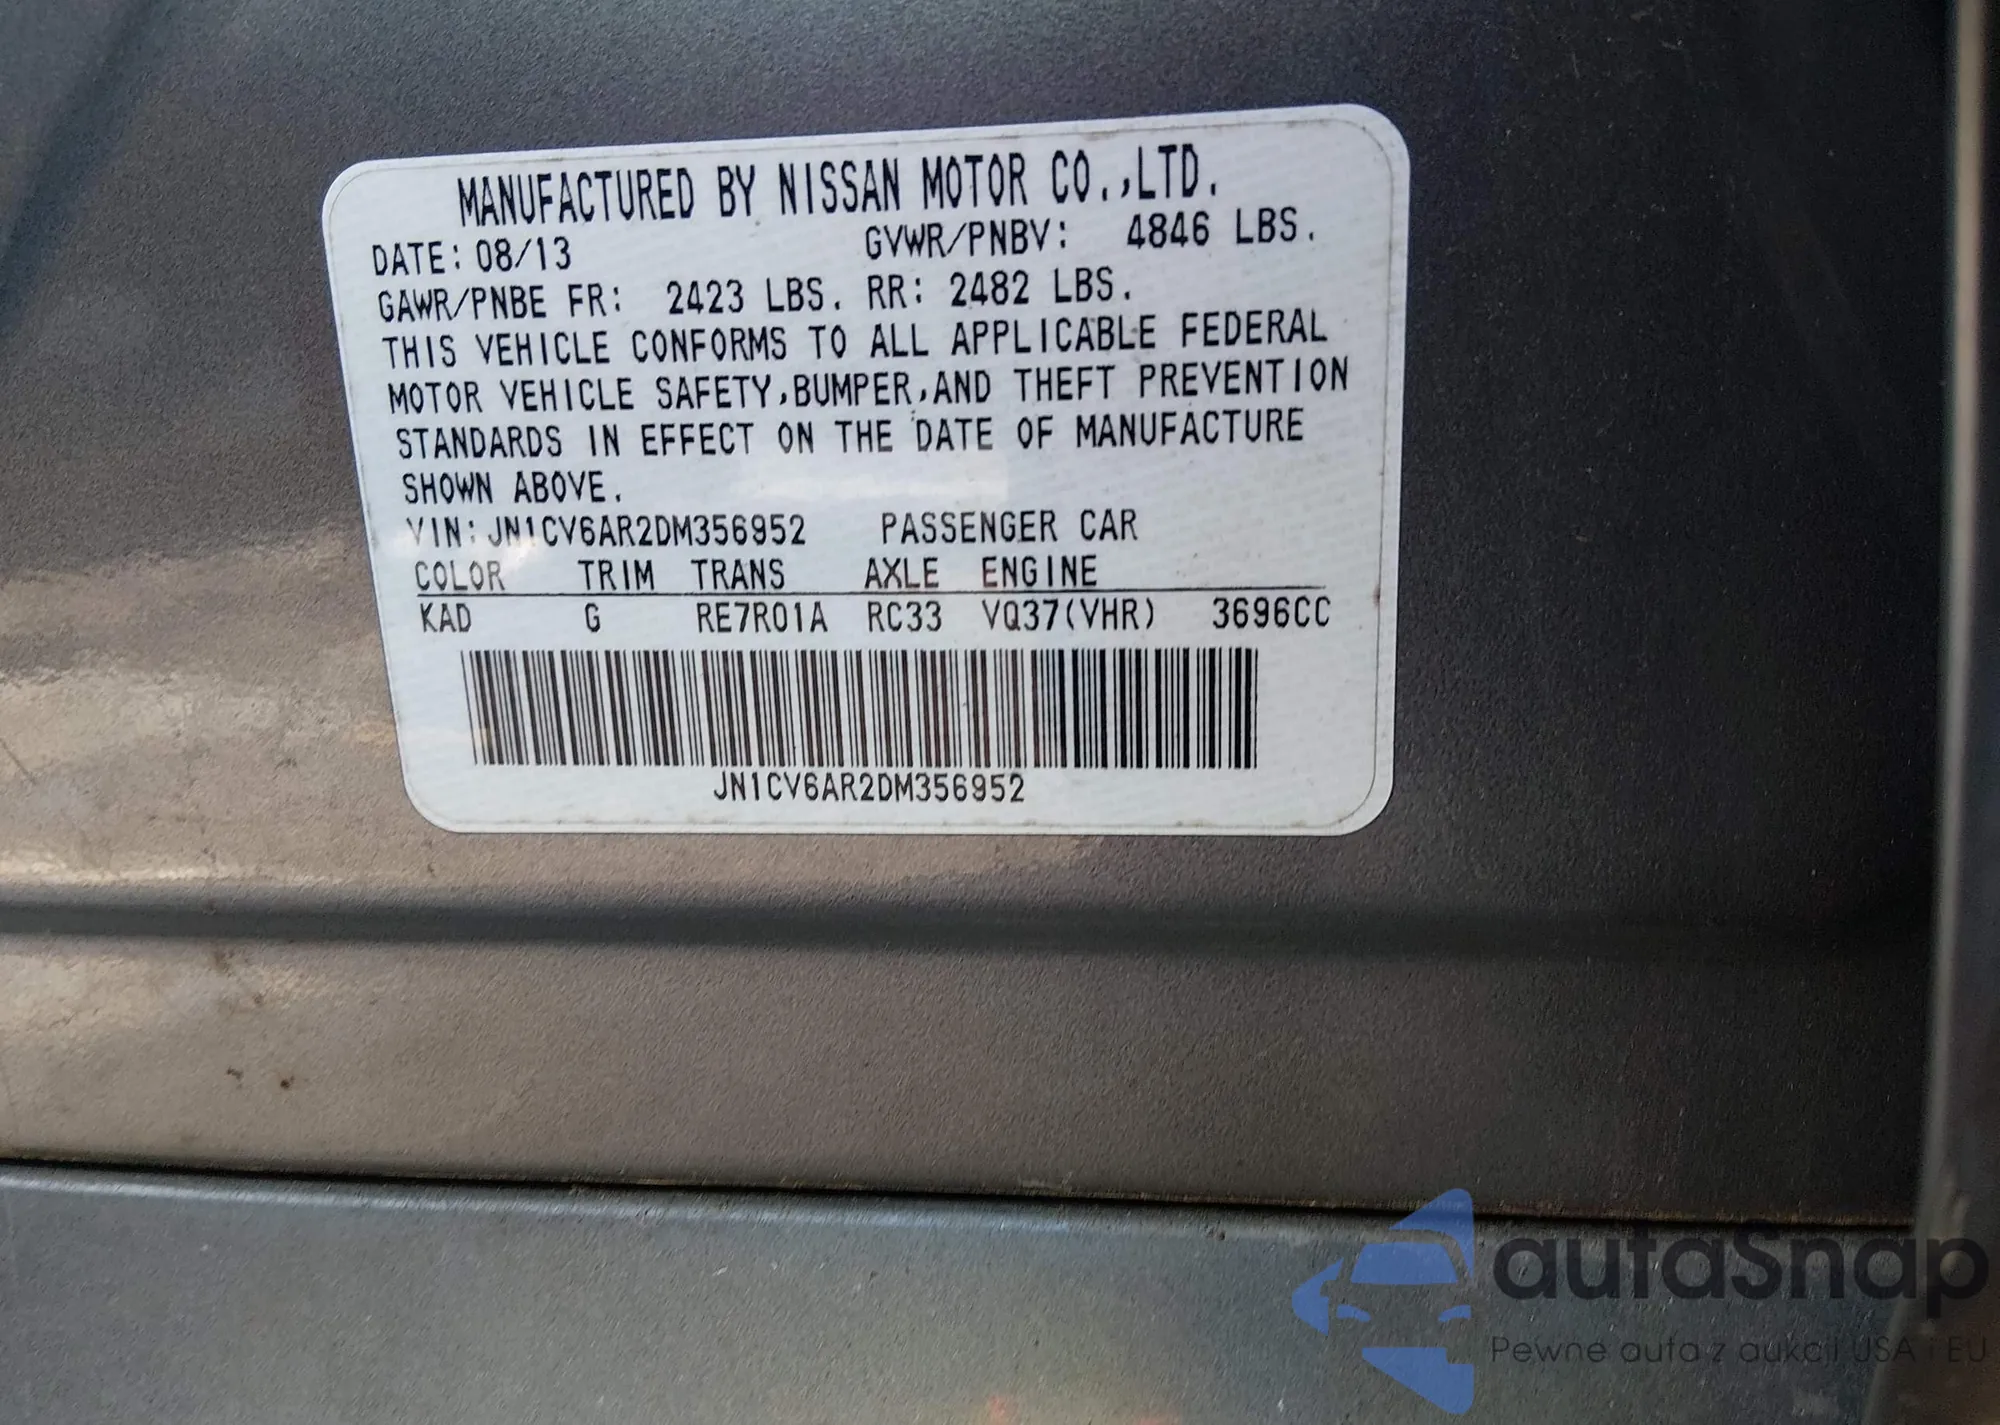 MANUFACTURED BY NISSAN MOTOR CO.,LTD.
DATE: 08/13 GVWR/PNBV: 4846 LBS.
GAWR/PNBE FR: 2423 LBS. RR: 2482 LBS.
THIS VEHICLE CONFORMS TO ALL APPLICABLE FEDERAL
MOTOR VEHICLE SAFETY,BUMPER,AND THEFT PREVENTION
STANDARDS IN EFFECT ON THE DATE OF MANUFACTURE
SHOWN ABOVE.
VIN:JN1CV6AR2DM356952 PASSENGER CAR
COLOR TRIM TRANS AXLE ENGINE
KAD G RE7R01A RC33 VQ37(VHR) 3696CC
JN1CV6AR2DM356952
autaSnap
Pewne auta z aukcji USA i EU